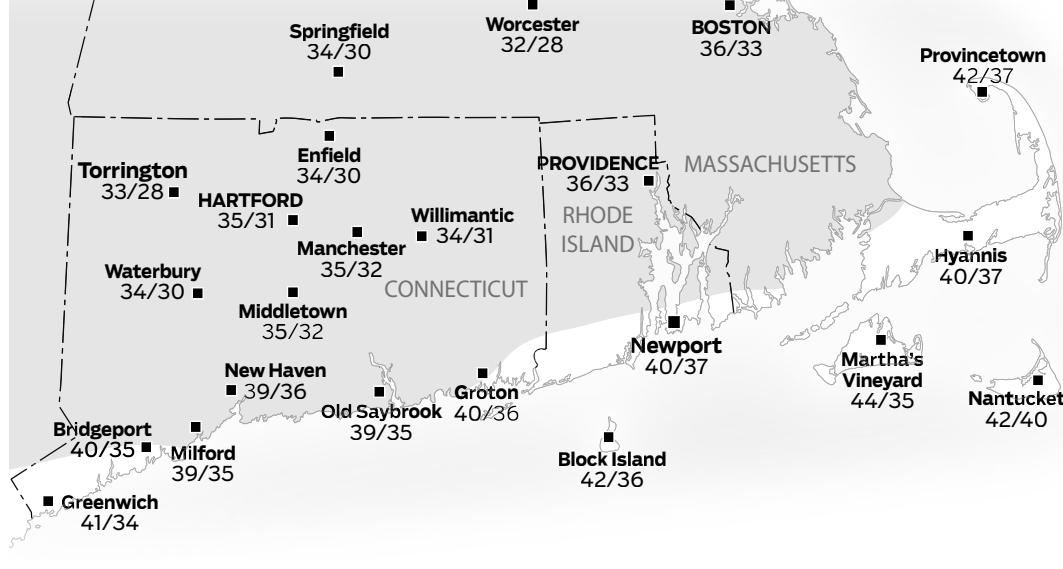 Worcester
32/28
BOSTON
36/33
Springfield
34/30
Provincetown
42/37
Enfield
34/30
PROVIDENCE
36/33
MASSACHUSETTS
Torrington
33/28
HARTFORD
35/31
Willimantic
34/31
RHODE
ISLAND
Manchester
35/32
Hyannis
40/37
Waterbury
34/30
CONNECTICUT
Middletown
35/32
Newport
40/37
Martha's
Vineyard
44/35
New Haven
39/36
Groton
40/36
Nantucket
42/40
Old Saybrook
39/35
Bridgeport
40/35
Milford
39/35
Block Island
42/36
Greenwich
41/34